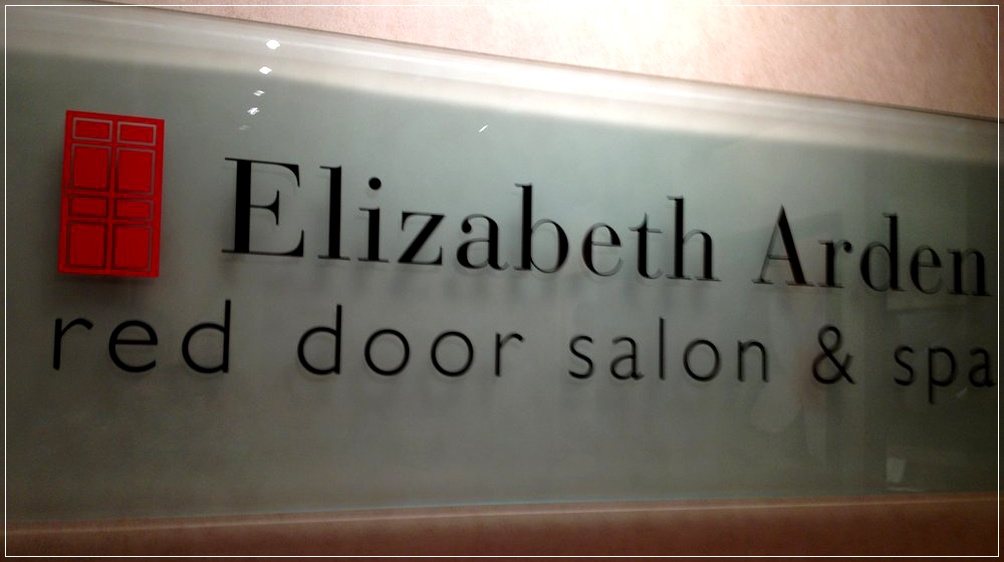 Elizabeth Arden
red door salon & spa